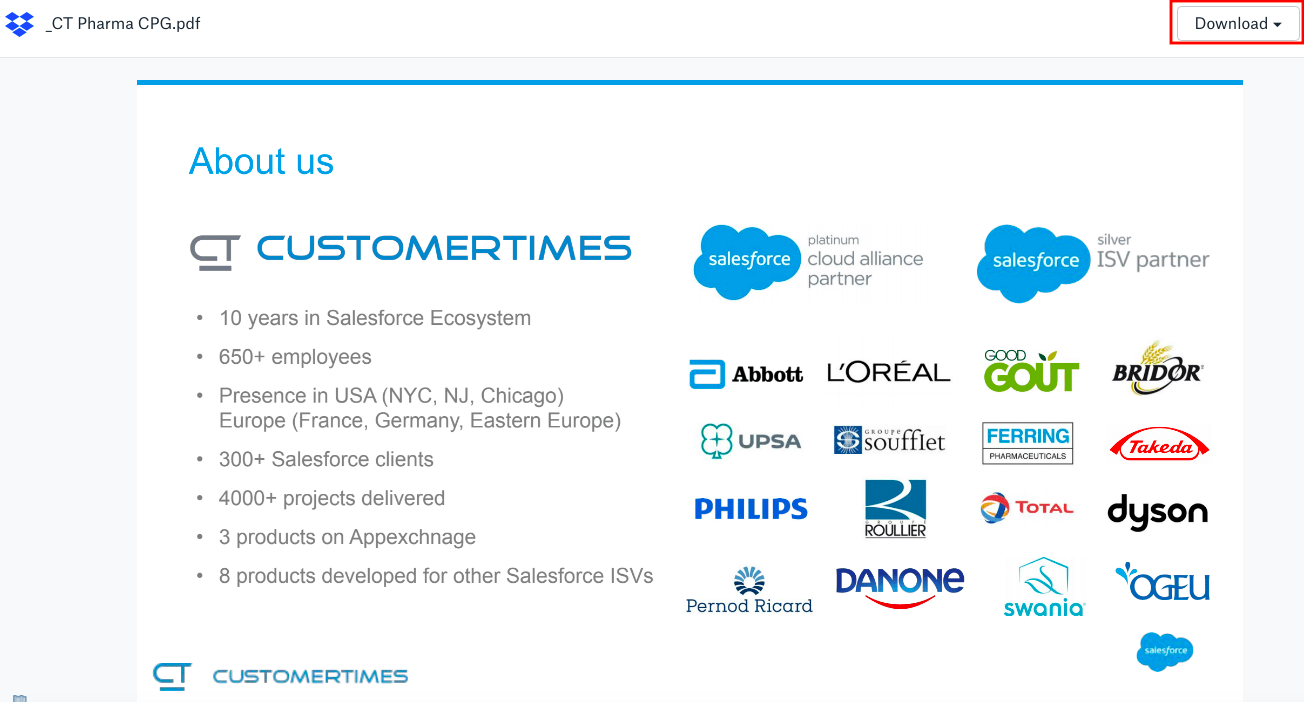 _CT Pharma CPG.pdf
Download
About us
CT CUSTOMERTIMES
• 10 years in Salesforce Ecosystem
• 650+ employees
• Presence in USA (NYC, NJ, Chicago)
Europe (France, Germany, Eastern Europe)
• 300+ Salesforce clients
• 4000+ projects delivered
• 3 products on Appexchnage
• 8 products developed for other Salesforce ISVs
salesforce
platinum
cloud alliance
partner
salesforce
silver
ISV partner
Abbott
L'ORÉAL
GOOD
GOÛT
BRIDOR
UPSA
GROUPE
soufflet
FERRING
PHARMACEUTICALS
Takeda
PHILIPS
GROUPE
ROULLIER
TOTAL
dyson
Pernod Ricard
DANONE
swania
OGEU
salesforce
CT CUSTOMERTIMES